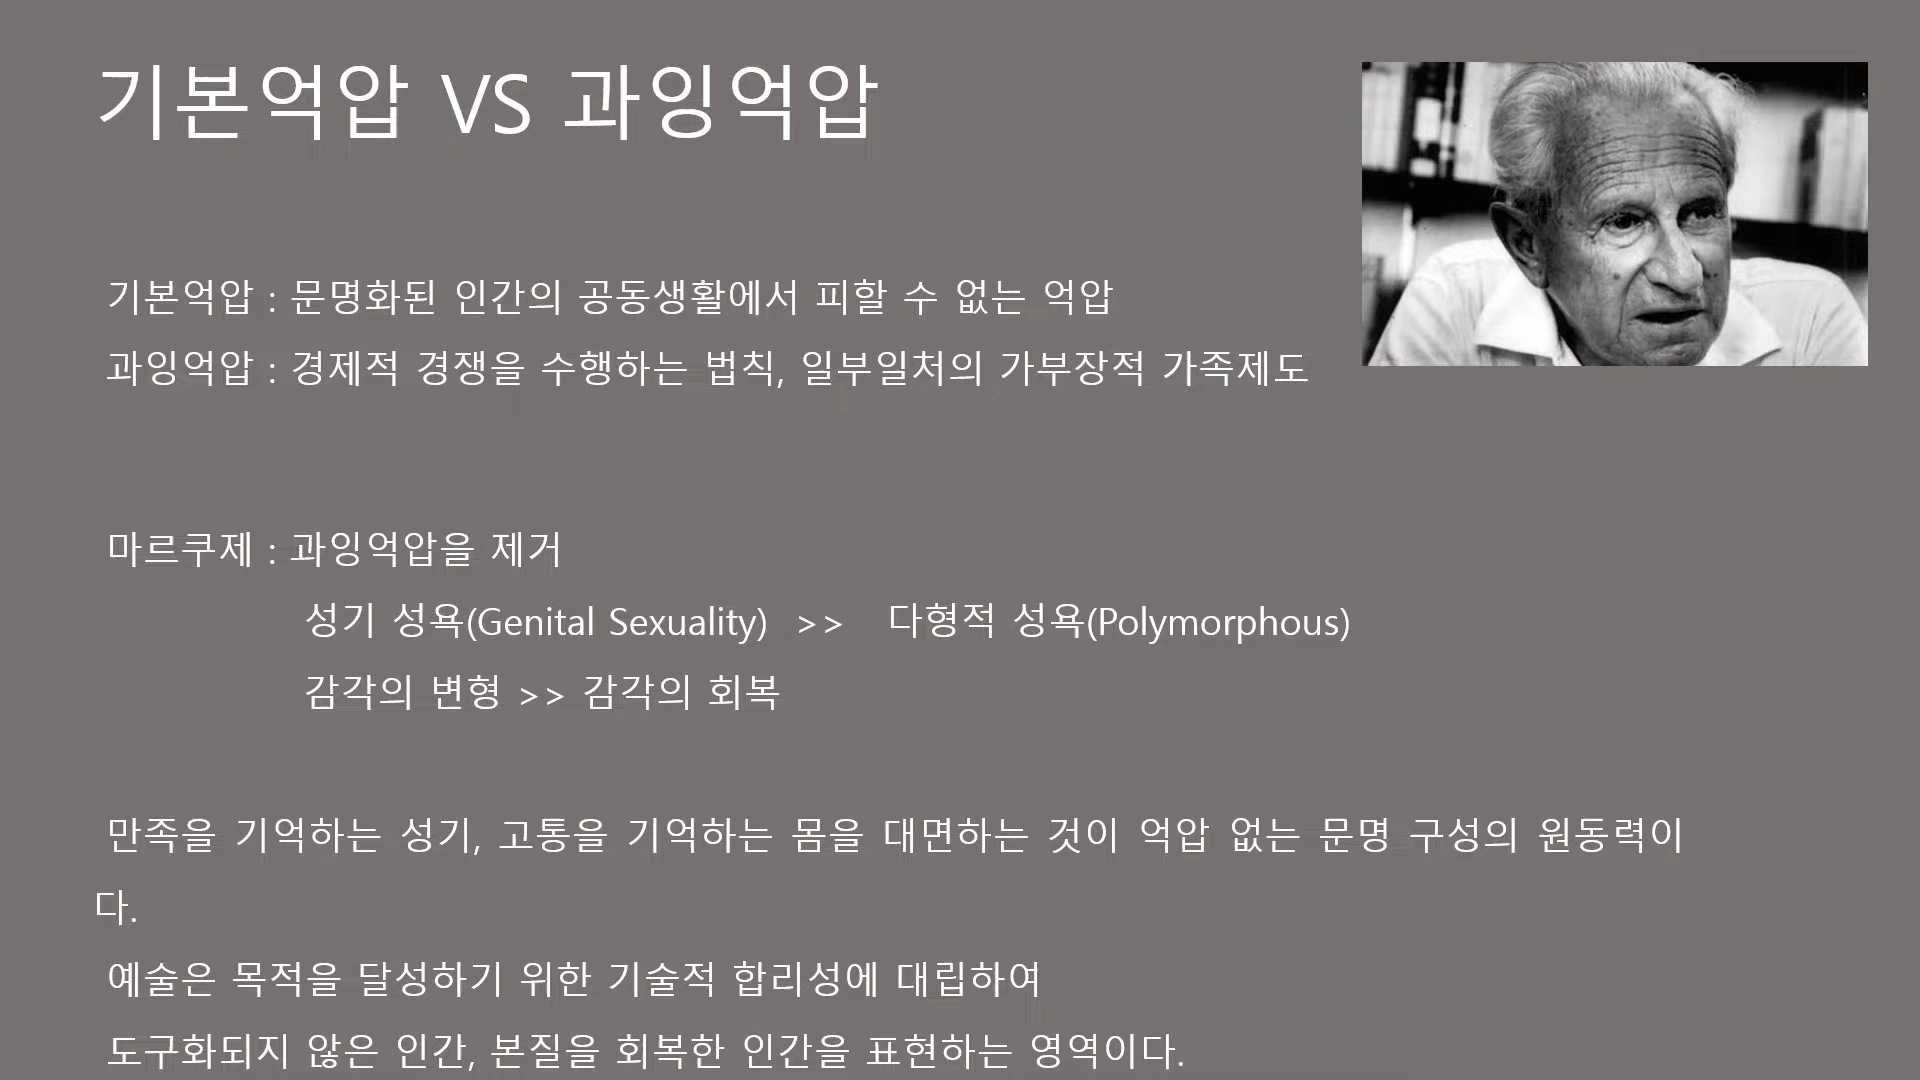 기본억압 VS 과잉억압
기본억압 : 문명화된 인간의 공동생활에서 피할 수 없는 억압
과잉억압 : 경제적 경쟁을 수행하는 법칙, 일부일처의 가부장적 가족제도
마르쿠제 : 과잉억압을 제거
성기 성욕(Genital Sexuality) >> 다형적 성욕(Polymorphous)
감각의 변형 >> 감각의 회복
만족을 기억하는 성기, 고통을 기억하는 몸을 대면하는 것이 억압 없는 문명 구성의 원동력이
다.
예술은 목적을 달성하기 위한 기술적 합리성에 대립하여
도구화되지 않은 인간, 본질을 회복한 인간을 표현하는 영역이다.